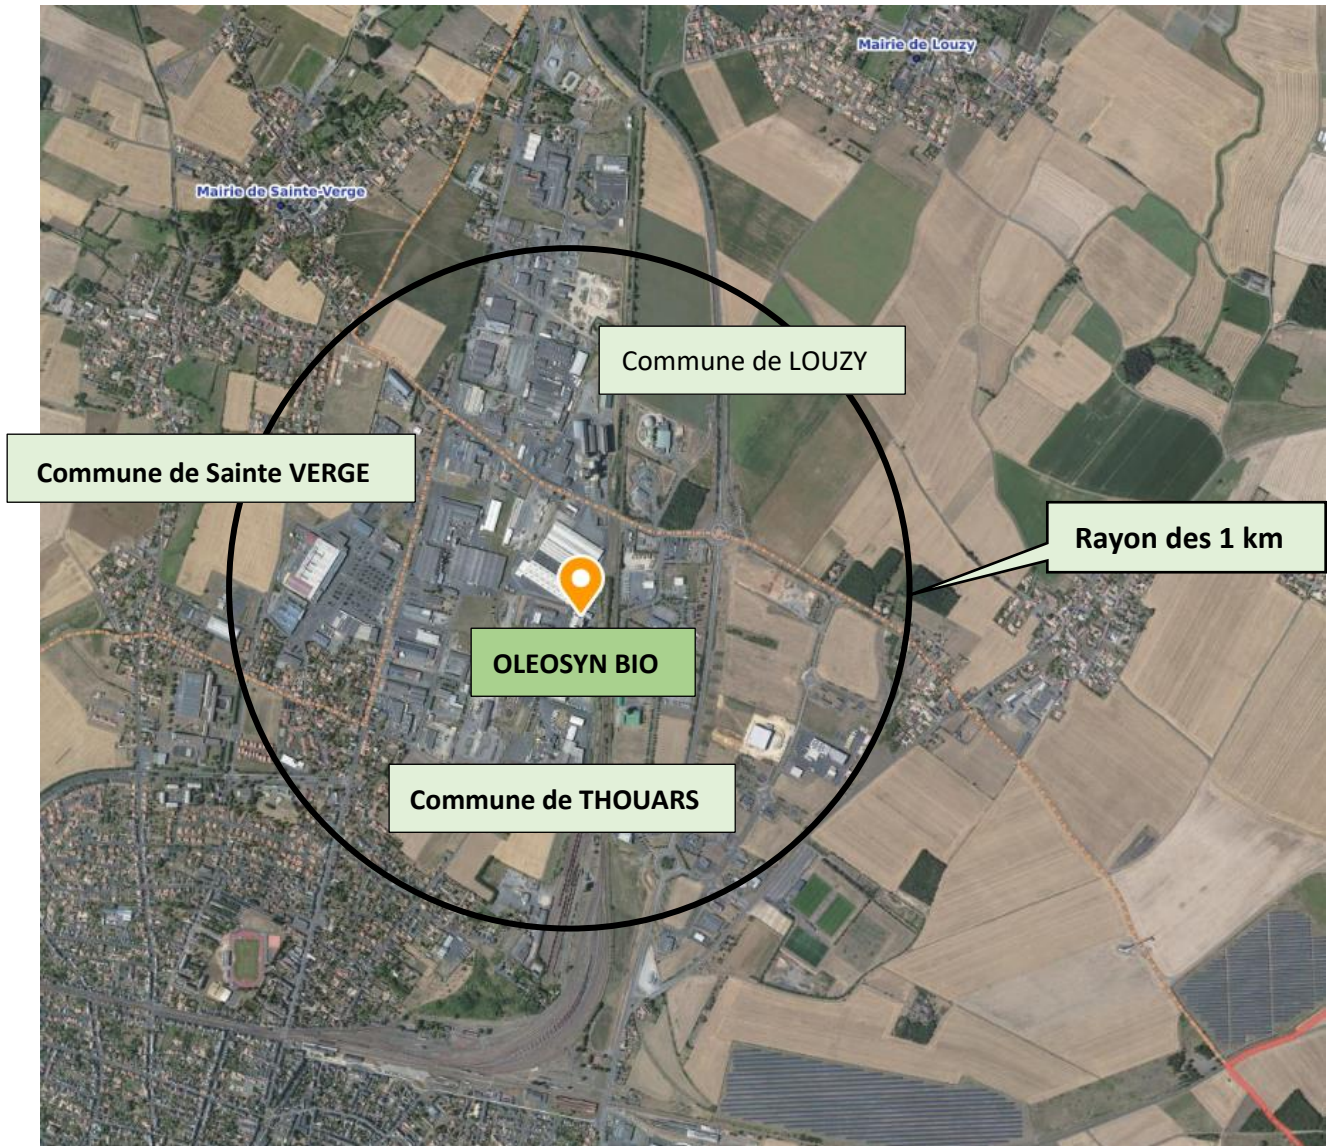 Mairie de Louzy
Mairie de Sainte-Verge
Commune de LOUZY
Commune de Sainte VERGE
Rayon des 1 km
OLEOSYN BIO
Commune de THOUARS